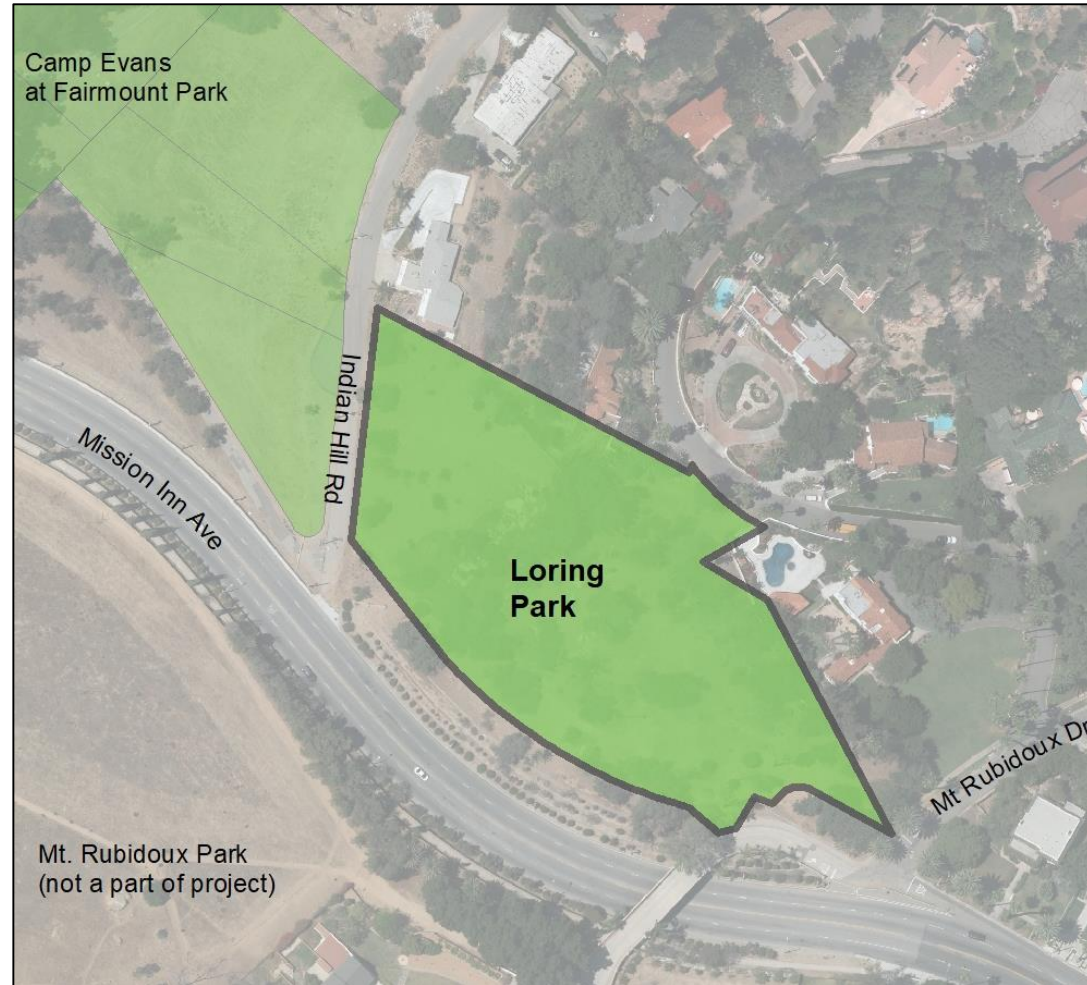 Camp Evans
at Fairmount Park
Indian Hill Rd
Mission Inn Ave
Loring
Park
Mt Rubidoux Dr
Mt. Rubidoux Park
(not a part of project)